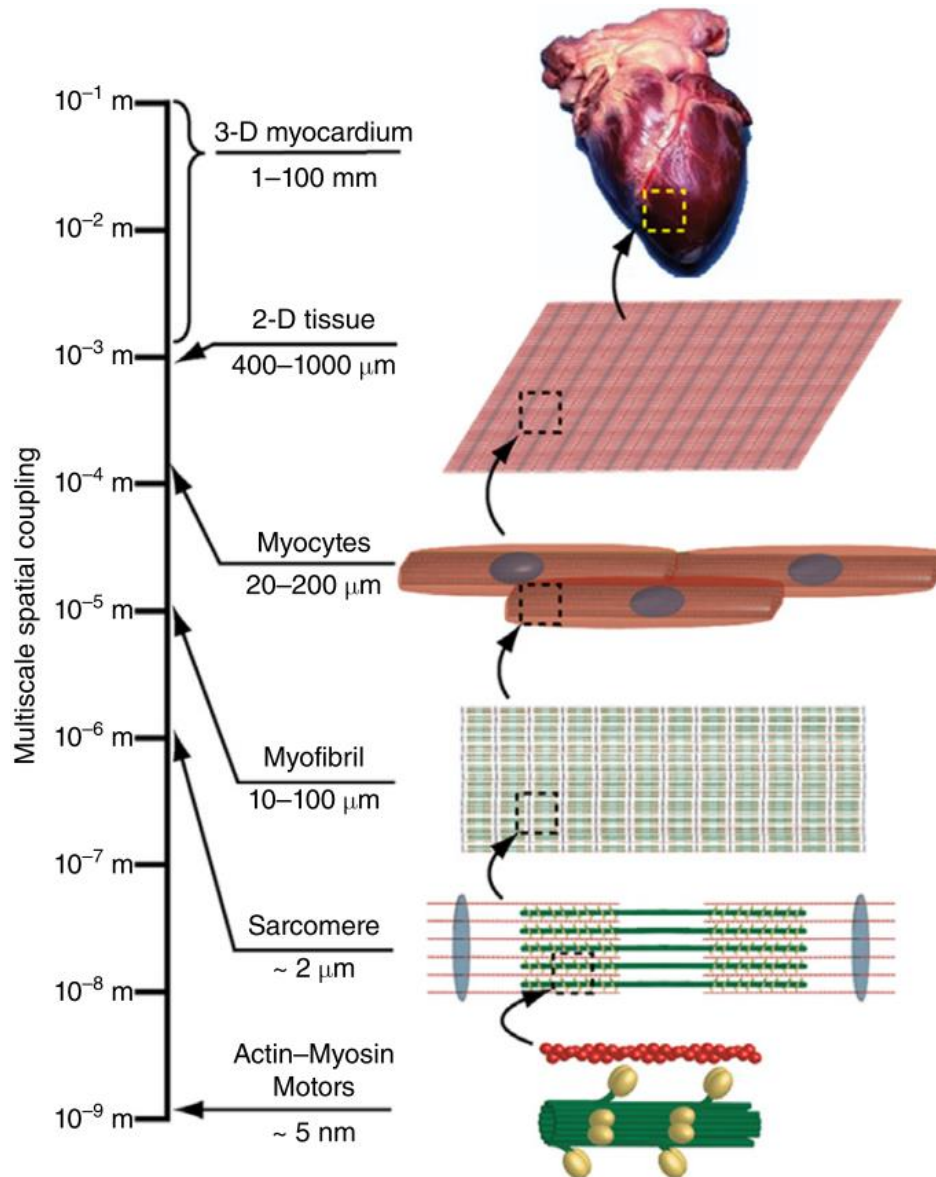 10⁻¹ m
3-D myocardium
1–100 mm
10⁻² m
2-D tissue
10⁻³ m
400–1000 μm
Multiscale spatial coupling
10⁻⁴ m
Myocytes
20–200 μm
10⁻⁵ m
10⁻⁶ m
Myofibril
10–100 μm
10⁻⁷ m
Sarcomere
~ 2 μm
10⁻⁸ m
Actin–Myosin
Motors
10⁻⁹ m
~ 5 nm